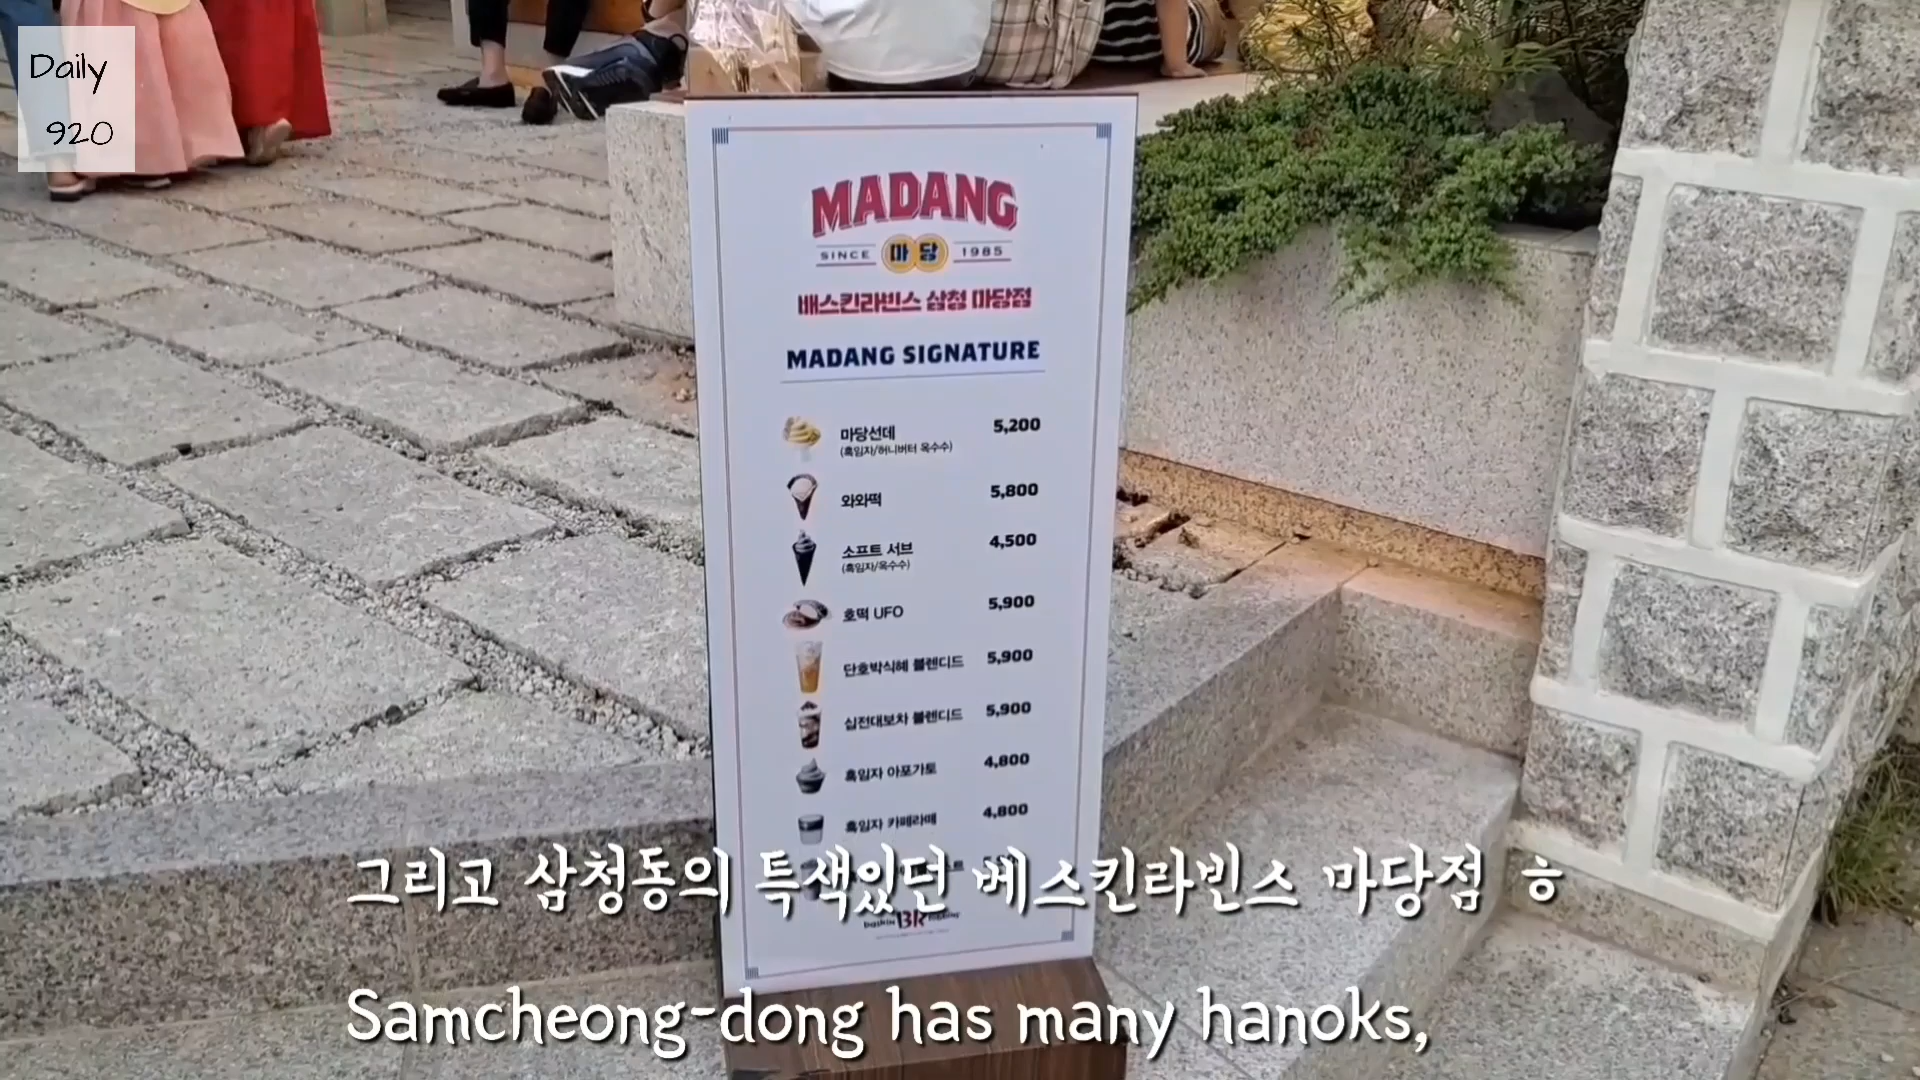 Daily
920
MADANG
SINCE 마당 1985
배스킨라빈스 삼청 마당점
MADANG SIGNATURE
마당선데 5,200
(흑임자/허니버터 옥수수)
와와떡 5,800
소프트 서브 4,500
(흑임자/옥수수)
호떡 UFO 5,900
단호박식혜 블렌디드 5,900
십전대보차 블렌디드 5,900
흑임자 아포가토 4,800
흑임자 카페라떼 4,800
그리고 삼청동의 특색있던 베스킨라빈스 마당점 ㅎ
baskin BR robbins
Samcheong-dong has many hanoks,